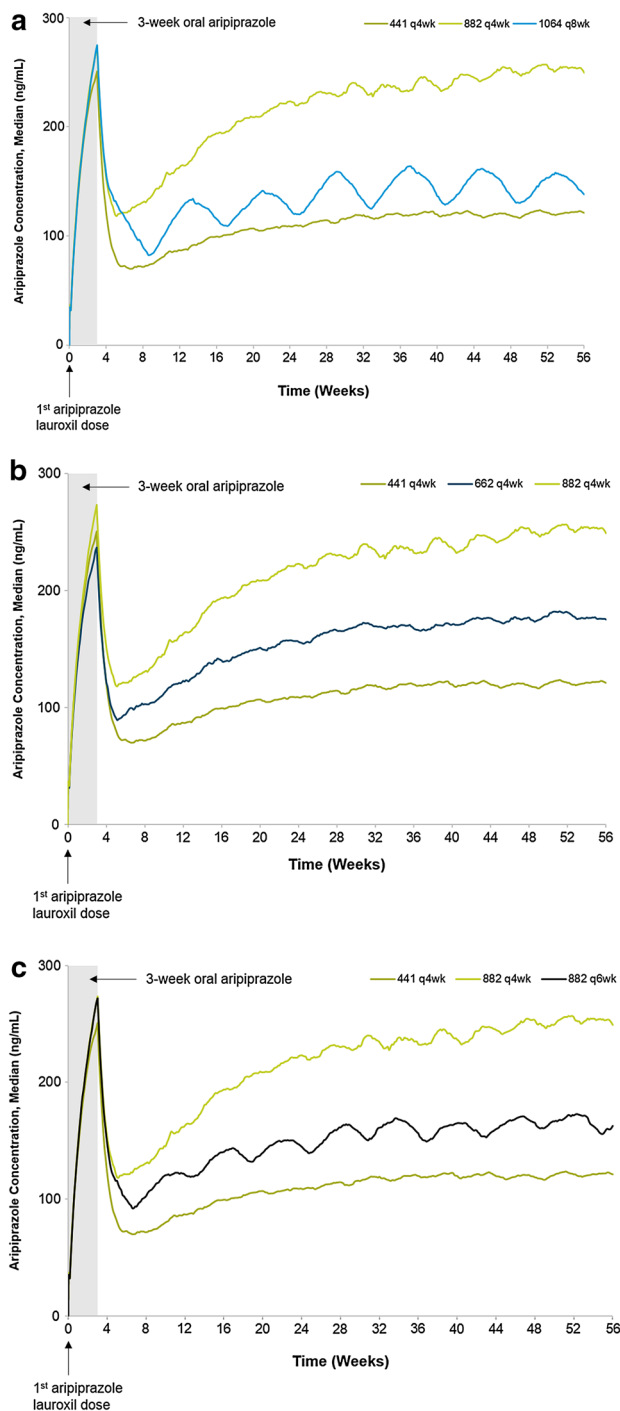 a
3-week oral aripiprazole
441 q4wk 882 q4wk 1064 q8wk
Aripiprazole Concentration, Median (ng/mL)
300
200
100
0
0 4 8 12 16 20 24 28 32 36 40 44 48 52 56
Time (Weeks)
1st aripiprazole
lauroxil dose
b
3-week oral aripiprazole
441 q4wk 662 q4wk 882 q4wk
Aripiprazole Concentration, Median (ng/mL)
300
200
100
0
0 4 8 12 16 20 24 28 32 36 40 44 48 52 56
Time (Weeks)
1st aripiprazole
lauroxil dose
c
3-week oral aripiprazole
441 q4wk 882 q4wk 882 q6wk
Aripiprazole Concentration, Median (ng/mL)
300
200
100
0
0 4 8 12 16 20 24 28 32 36 40 44 48 52 56
Time (Weeks)
1st aripiprazole
lauroxil dose